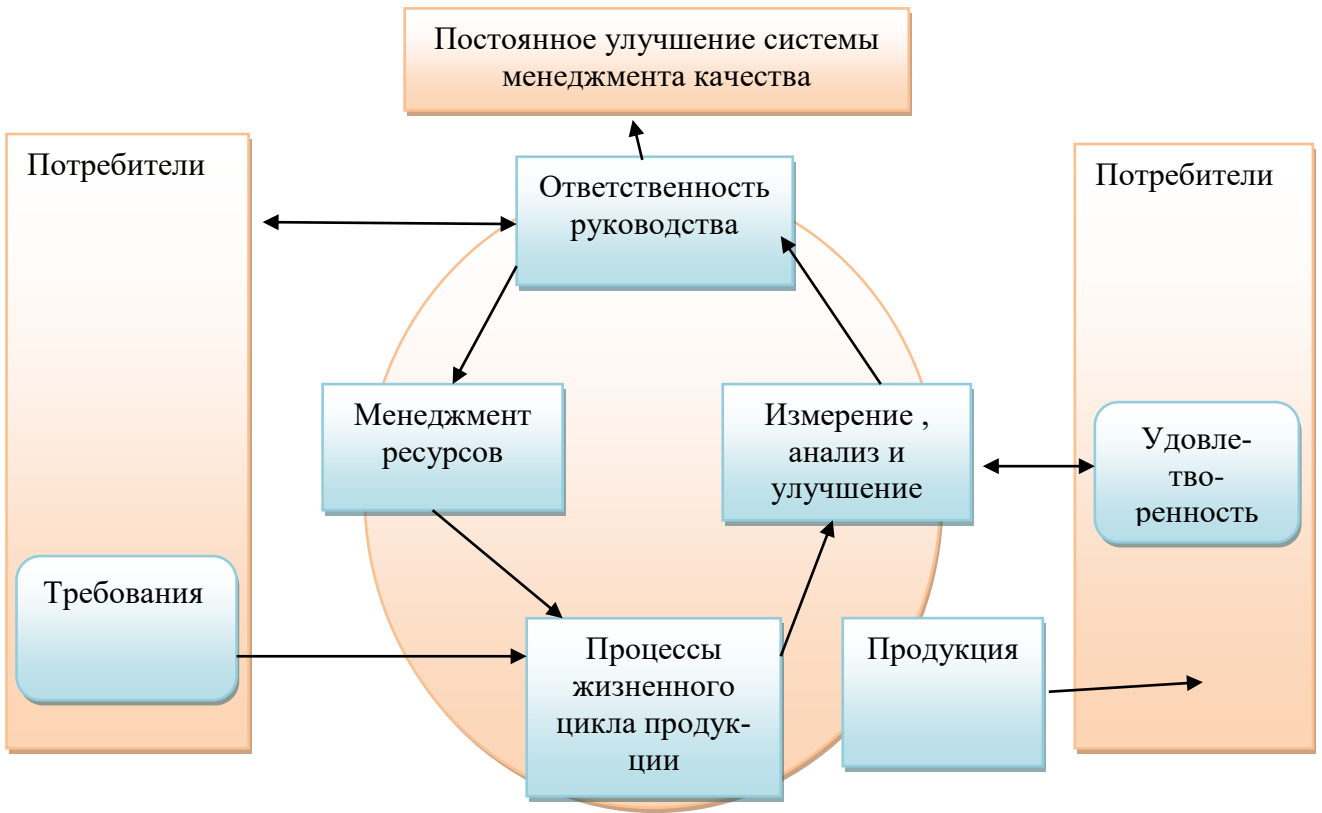 Постоянное улучшение системы
менеджмента качества
Потребители
Ответственность
руководства
Потребители
Менеджмент
ресурсов
Измерение ,
анализ и
улучшение
Удовле-
тво-
ренность
Требования
Процессы
жизненного
цикла продук-
ции
Продукция